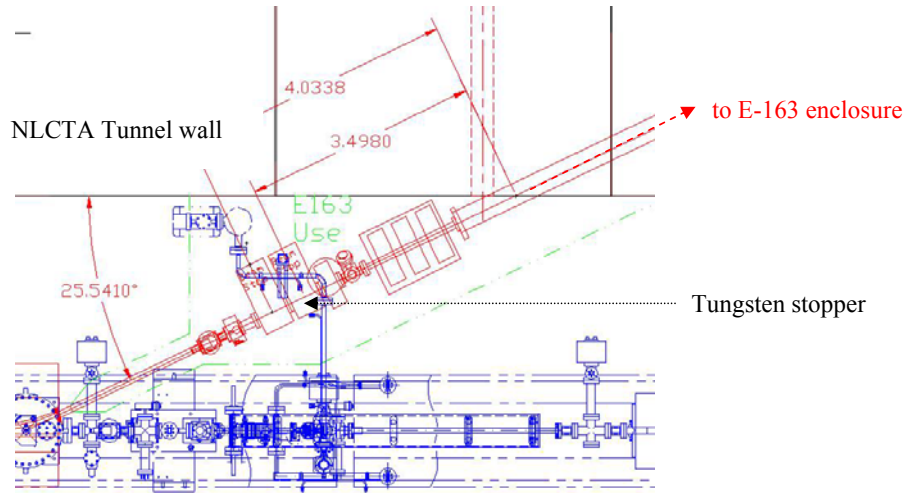 4.0338
to E-163 enclosure
NLCTA Tunnel wall
3.4980
E163
Use
25.5410°
Tungsten stopper